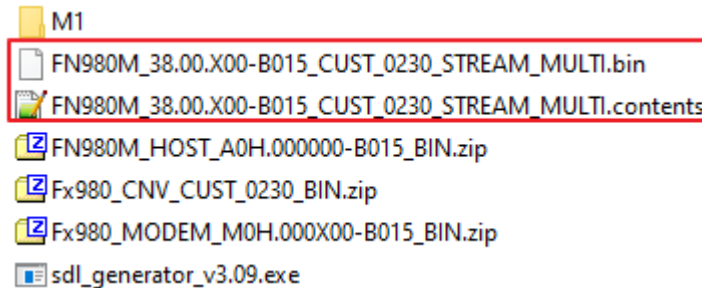 M1
FN980M_38.00.X00-B015_CUST_0230_STREAM_MULTI.bin
FN980M_38.00.X00-B015_CUST_0230_STREAM_MULTI.contents
FN980M_HOST_A0H.000000-B015_BIN.zip
Fx980_CNV_CUST_0230_BIN.zip
Fx980_MODEM_M0H.000X00-B015_BIN.zip
sdl_generator_v3.09.exe